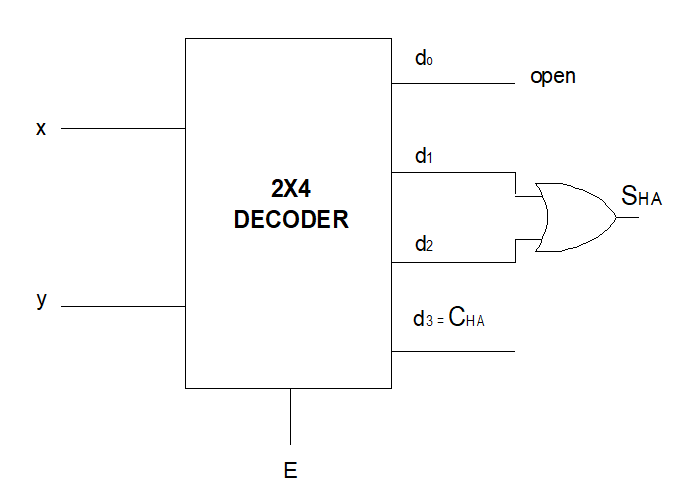 d₀
open
x
d₁
2X4
DECODER
SHA
d₂
y
d₃ = CHA
E